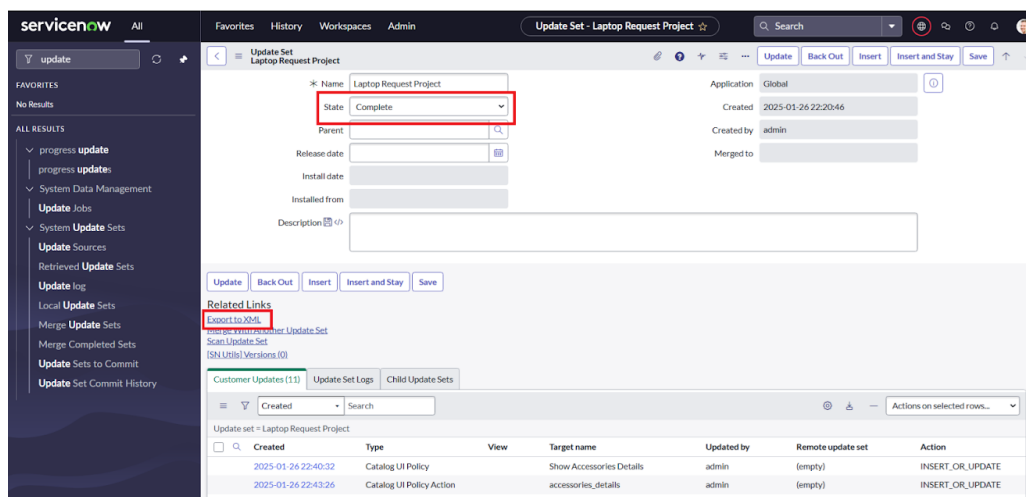 servicenow All Favorites History Workspaces Admin Update Set - Laptop Request Project Search
update
FAVORITES
No Results
ALL RESULTS
progress update
progress updates
System Data Management
Update Jobs
System Update Sets
Update Sources
Retrieved Update Sets
Update log
Local Update Sets
Merge Update Sets
Merge Completed Sets
Update Sets to Commit
Update Set Commit History
Update Set
Laptop Request Project
Update Back Out Insert Insert and Stay Save
Name Laptop Request Project
State Complete
Parent
Release date
Install date
Installed from
Description
Application Global
Created 2025-01-26 22:20:46
Created by admin
Merged to
Update Back Out Insert Insert and Stay Save
Related Links
Export to XML
Merge With Another Update Set
Scan Update Set
[SN Utils] Versions (0)
Customer Updates (11) Update Set Logs Child Update Sets
Created Search Actions on selected rows...
Update set = Laptop Request Project
Created Type View Target name Updated by Remote update set Action
2025-01-26 22:40:32 Catalog UI Policy Show Accessories Details admin (empty) INSERT_OR_UPDATE
2025-01-26 22:43:26 Catalog UI Policy Action accessories_details admin (empty) INSERT_OR_UPDATE